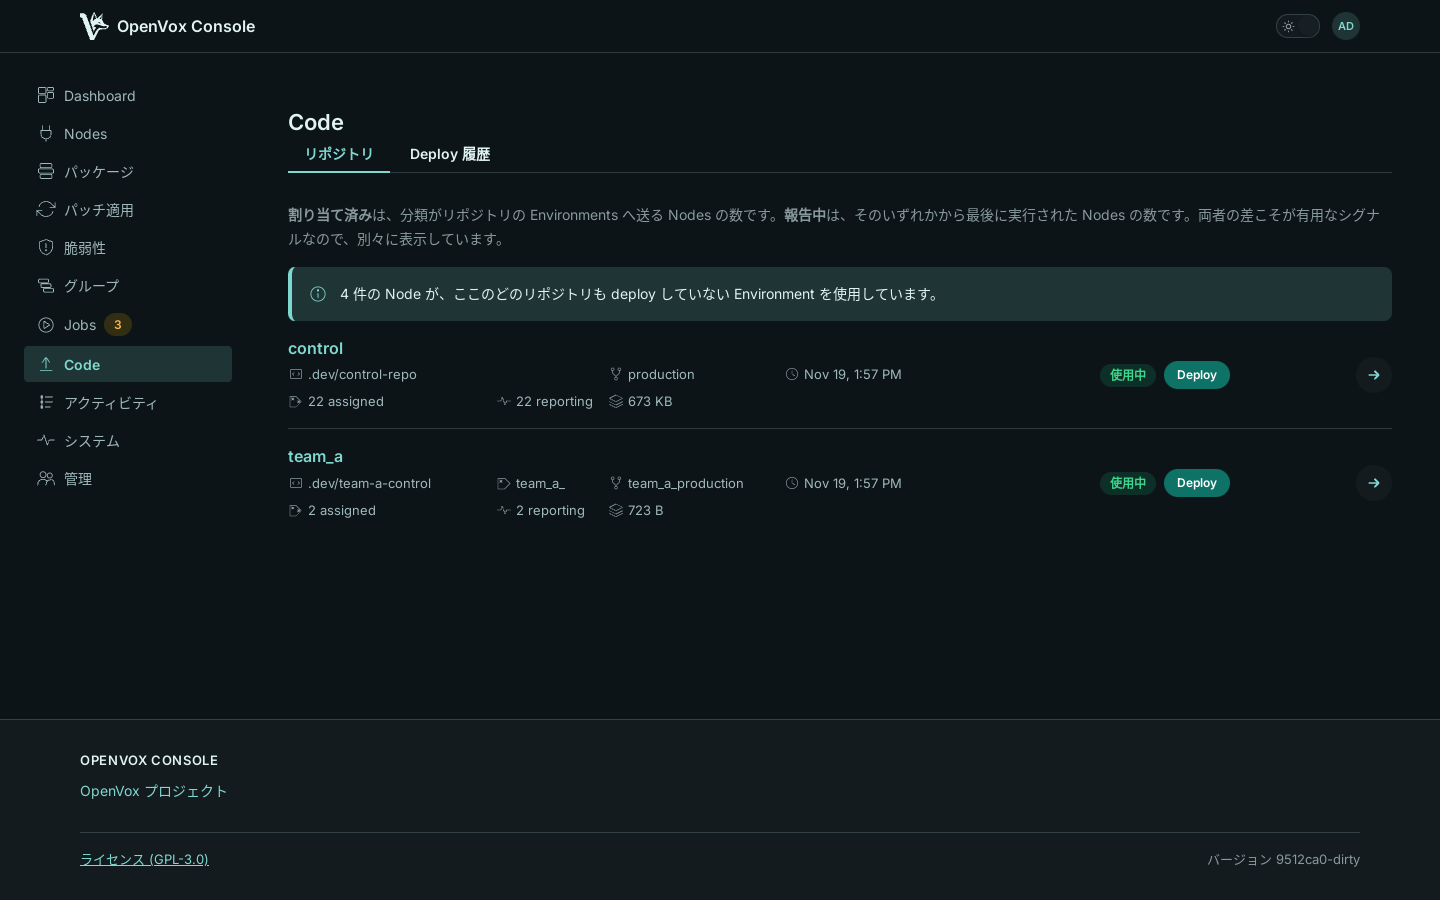 OpenVox Console
AD
Dashboard
Nodes
パッケージ
パッチ適用
脆弱性
グループ
Jobs 3
Code
アクティビティ
システム
管理
Code
リポジトリ Deploy 履歴
割り当て済みは、分類がリポジトリの Environments へ送る Nodes の数です。報告中は、そのいずれかから最後に実行された Nodes の数です。両者の差こそが有用なシグナ
ルなので、別々に表示しています。
4 件の Node が、ここのどのリポジトリも deploy していない Environment を使用しています。
control
.dev/control-repo production Nov 19, 1:57 PM 使用中 Deploy
22 assigned 22 reporting 673 KB
team_a
.dev/team-a-control team_a_ team_a_production Nov 19, 1:57 PM 使用中 Deploy
2 assigned 2 reporting 723 B
OPENVOX CONSOLE
OpenVox プロジェクト
ライセンス (GPL-3.0) バージョン 9512ca0-dirty